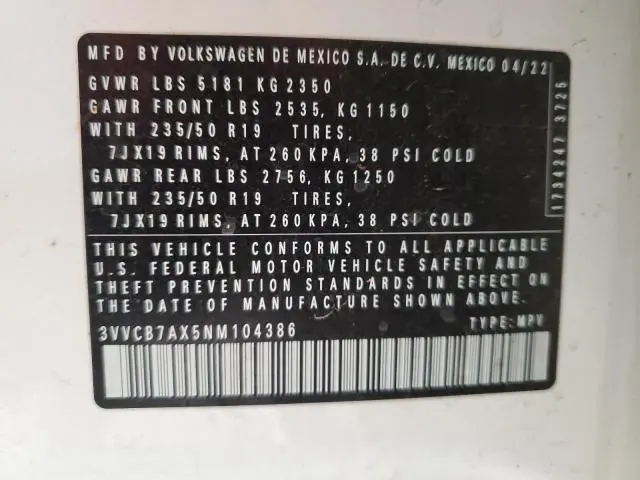 MFD BY VOLKSWAGEN DE MEXICO S.A. DE C.V. MEXICO 04/22
GVWR LBS 5181 KG 2350
GAWR FRONT LBS 2535, KG 1150
WITH 235/50 R19 TIRES,
7JX19 RIMS, AT 260 KPA, 38 PSI COLD
GAWR REAR LBS 2756, KG 1250
WITH 235/50 R19 TIRES,
7JX19 RIMS, AT 260 KPA, 38 PSI COLD
1734247 3725
THIS VEHICLE CONFORMS TO ALL APPLICABLE
U.S. FEDERAL MOTOR VEHICLE SAFETY AND
THEFT PREVENTION STANDARDS IN EFFECT ON
THE DATE OF MANUFACTURE SHOWN ABOVE.
3VVCB7AX5NM104386 TYPE: MPV